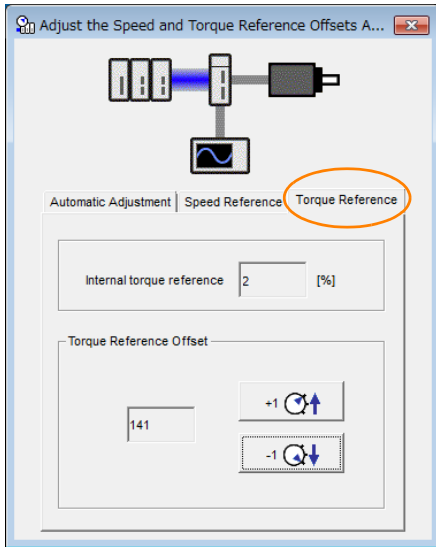 Adjust the Speed and Torque Reference Offsets A...
Automatic Adjustment
Speed Reference
Torque Reference
Internal torque reference
2
[%]
Torque Reference Offset
141
+1
-1